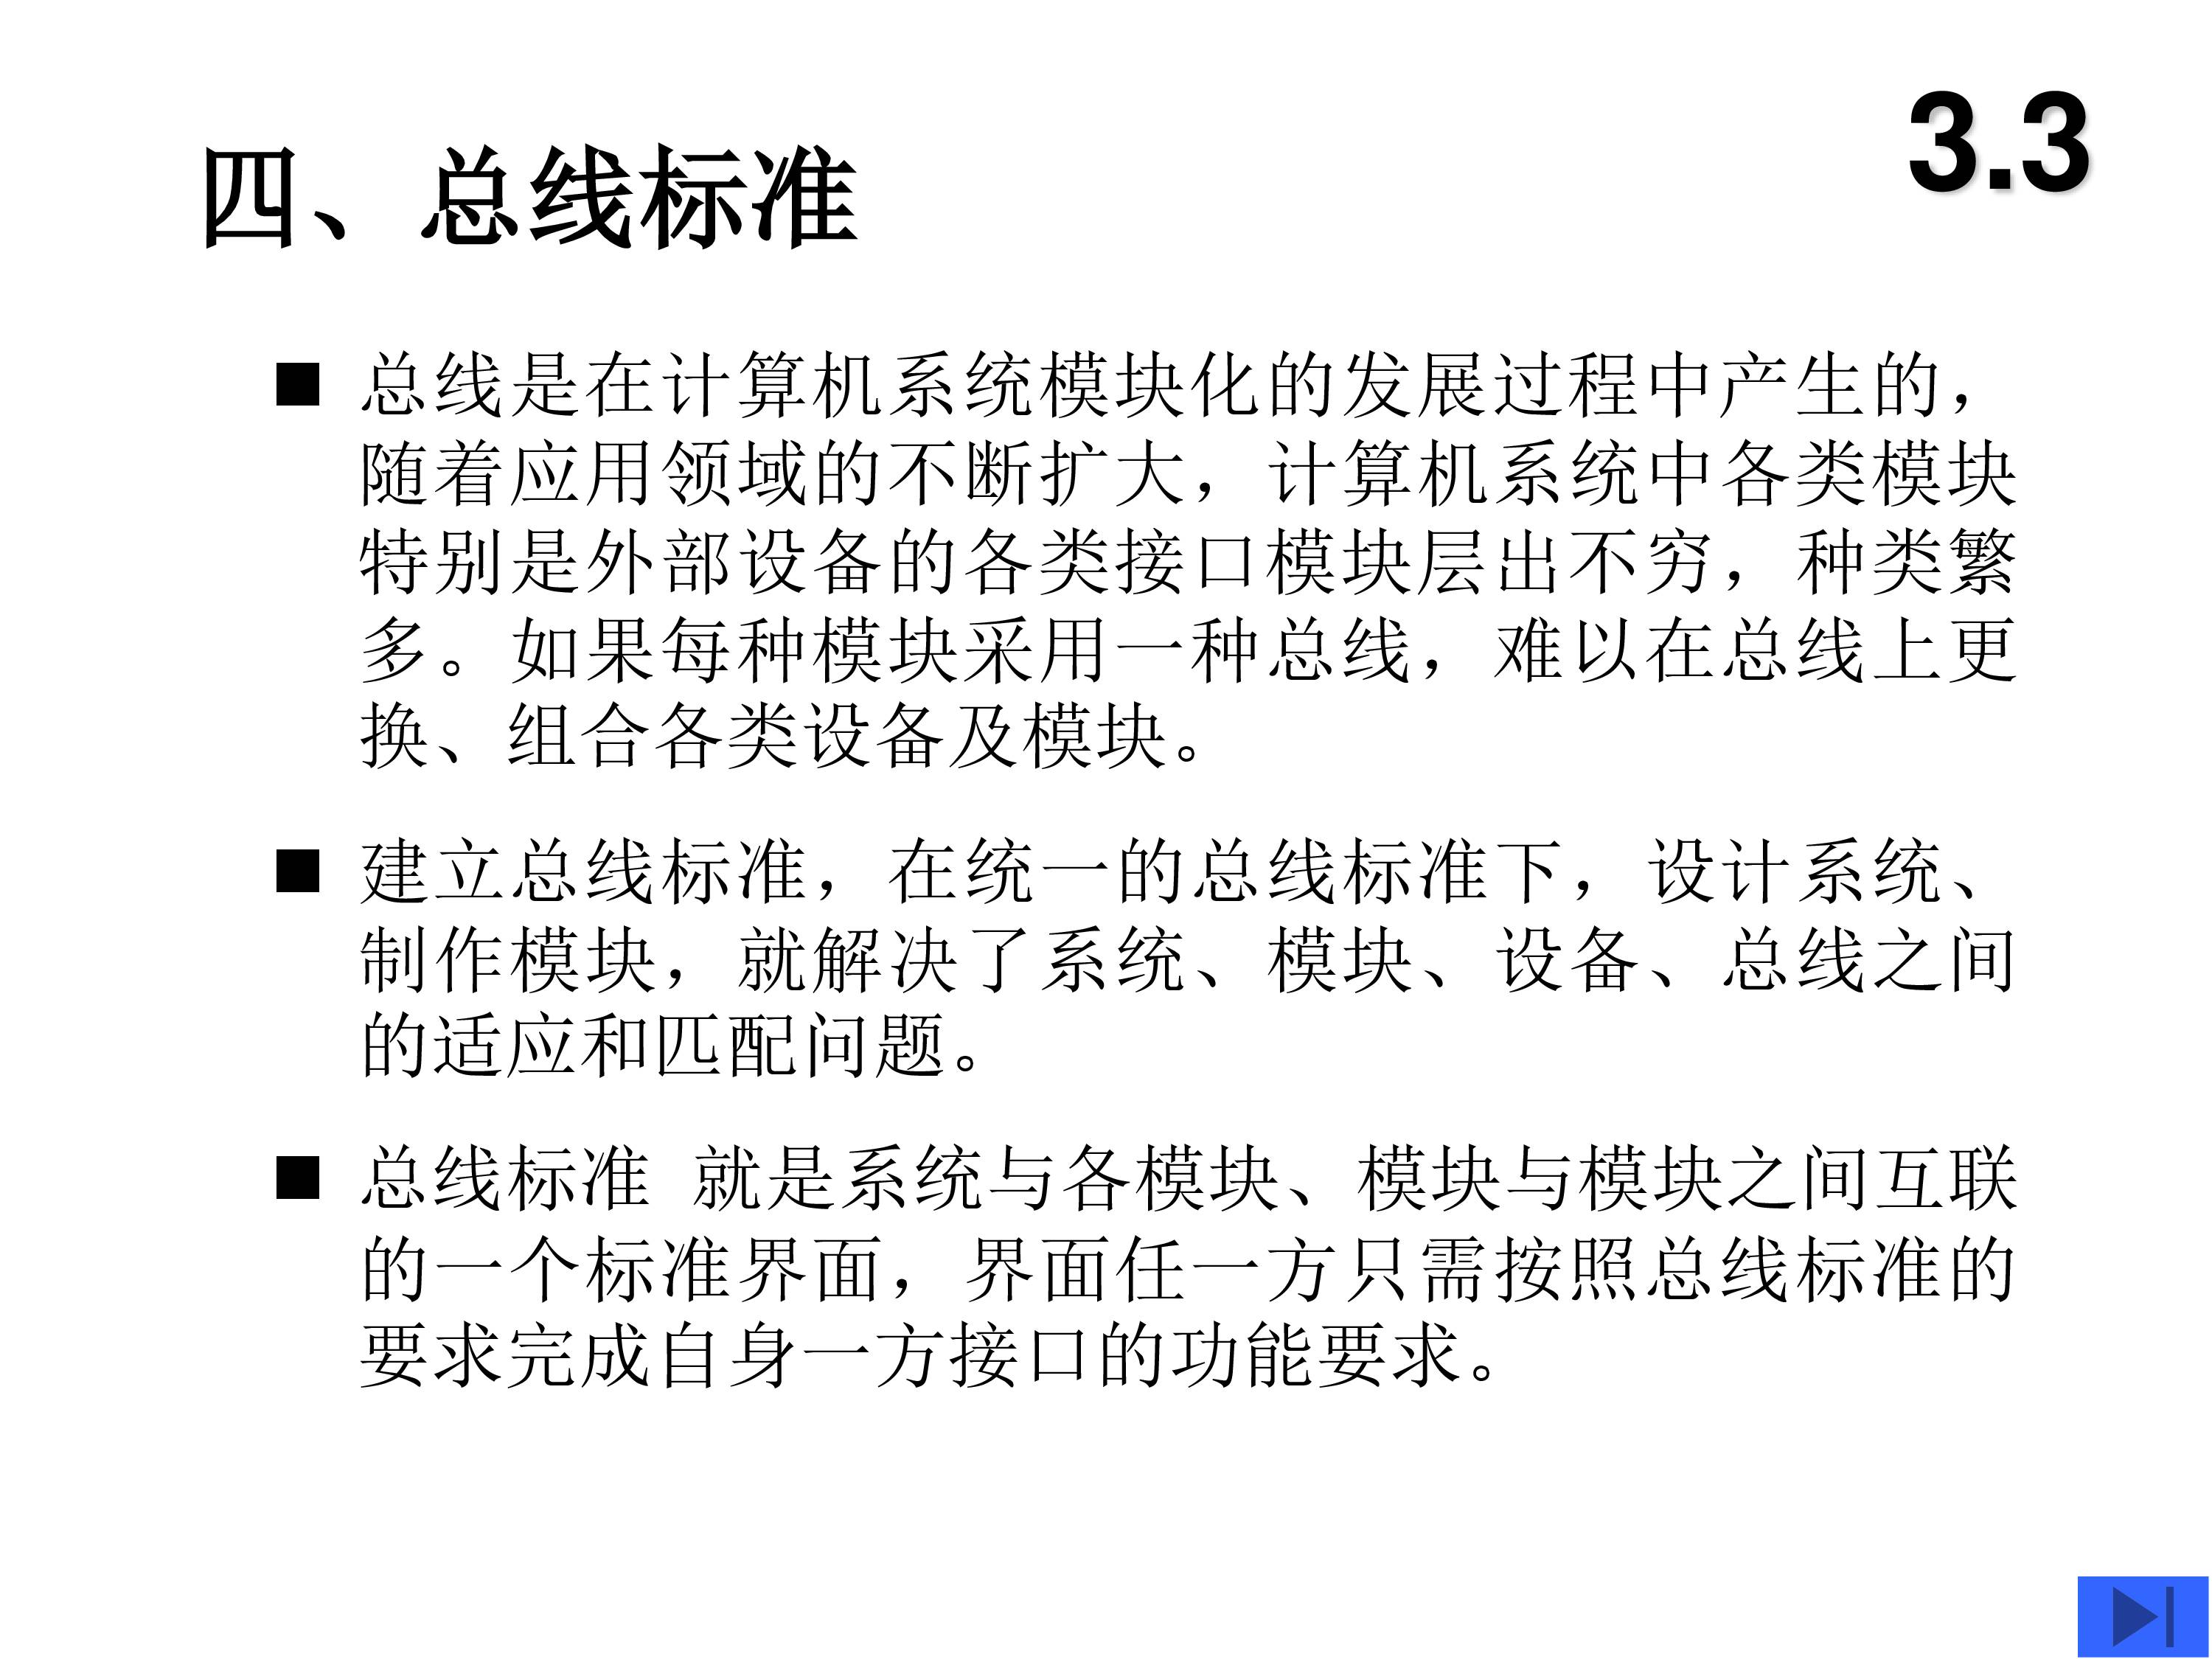 3.3
四、总线标准
■ 总线是在计算机系统模块化的发展过程中产生的，
随着应用领域的不断扩大，计算机系统中各类模块
特别是外部设备的各类接口模块层出不穷，种类繁
多。如果每种模块采用一种总线，难以在总线上更
换、组合各类设备及模块。
■ 建立总线标准，在统一的总线标准下，设计系统、
制作模块，就解决了系统、模块、设备、总线之间
的适应和匹配问题。
■ 总线标准 就是系统与各模块、模块与模块之间互联
的一个标准界面，界面任一方只需按照总线标准的
要求完成自身一方接口的功能要求。